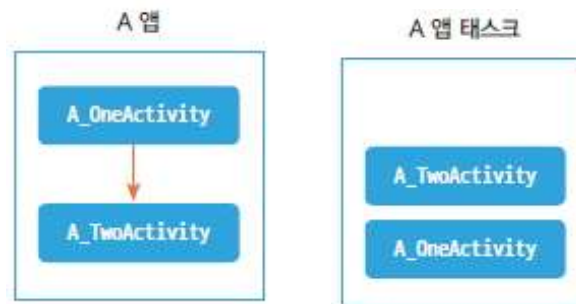 A 앱
A_OneActivity
A_TwoActivity
A 앱 태스크
A_TwoActivity
A_OneActivity